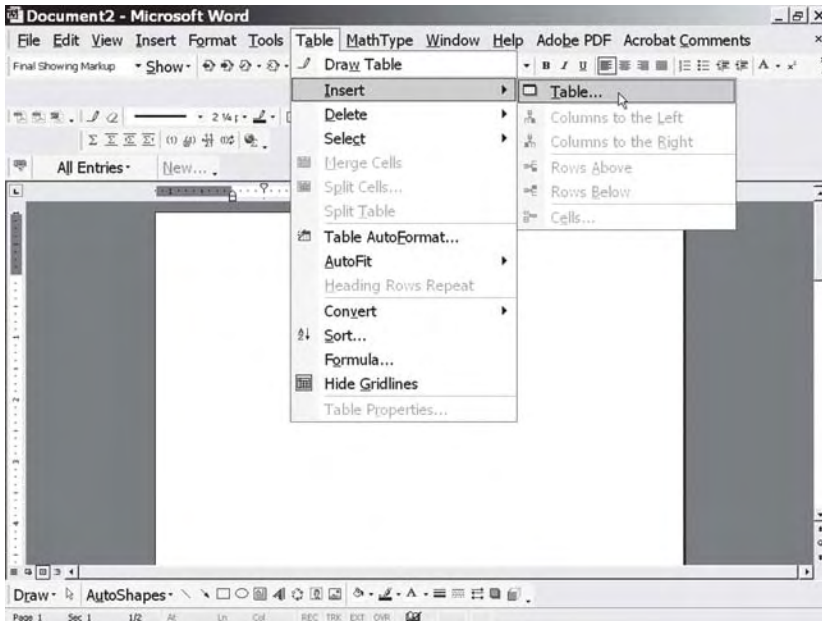 Document2 - Microsoft Word
File Edit View Insert Format Tools Table MathType Window Help Adobe PDF Acrobat Comments
Final Showing Markup Show
2 ¼
All Entries New...
Draw Table
Insert
Delete
Select
Merge Cells
Split Cells...
Split Table
Table AutoFormat...
AutoFit
Heading Rows Repeat
Convert
Sort...
Formula...
Hide Gridlines
Table Properties...
Table...
Columns to the Left
Columns to the Right
Rows Above
Rows Below
Cells...
Draw AutoShapes
Page 1 Sec 1 1/2 At Ln Col REC TRK EXT OVR